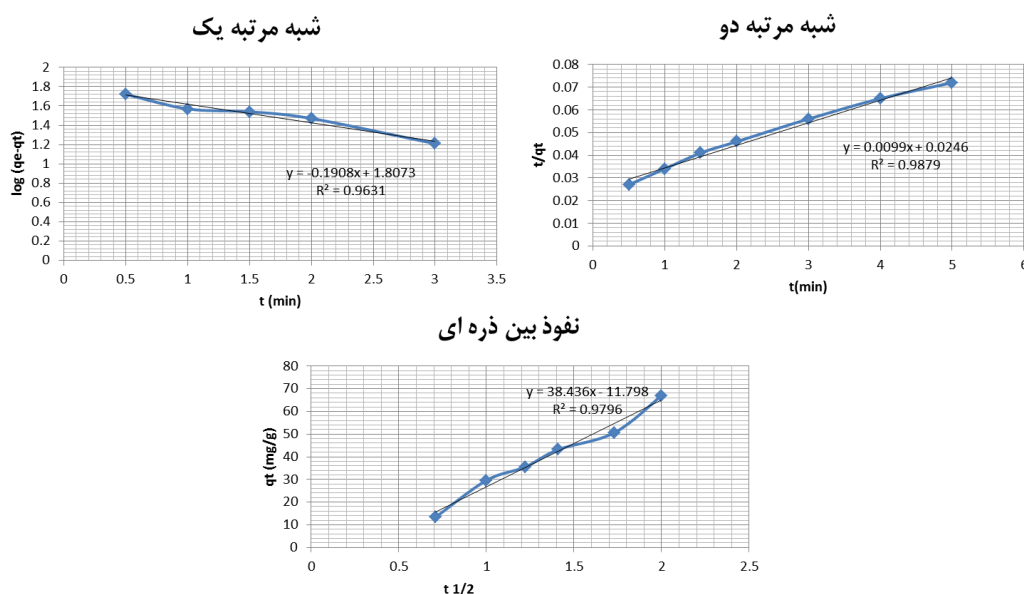 شبه مرتبه یک
2
1.8
1.6
1.4
1.2
1
0.8
0.6
0.4
0.2
0
log (qe-qt)
y = -0.1908x + 1.8073
R² = 0.9631
0 0.5 1 1.5 2 2.5 3 3.5
t (min)
شبه مرتبه دو
0.08
0.07
0.06
0.05
0.04
0.03
0.02
0.01
0
t/qt
y = 0.0099x + 0.0246
R² = 0.9879
0 1 2 3 4 5 6
t(min)
نفوذ بین ذره ای
80
70
60
50
40
30
20
10
0
qt (mg/g)
y = 38.436x - 11.798
R² = 0.9796
0 0.5 1 1.5 2 2.5
t 1/2